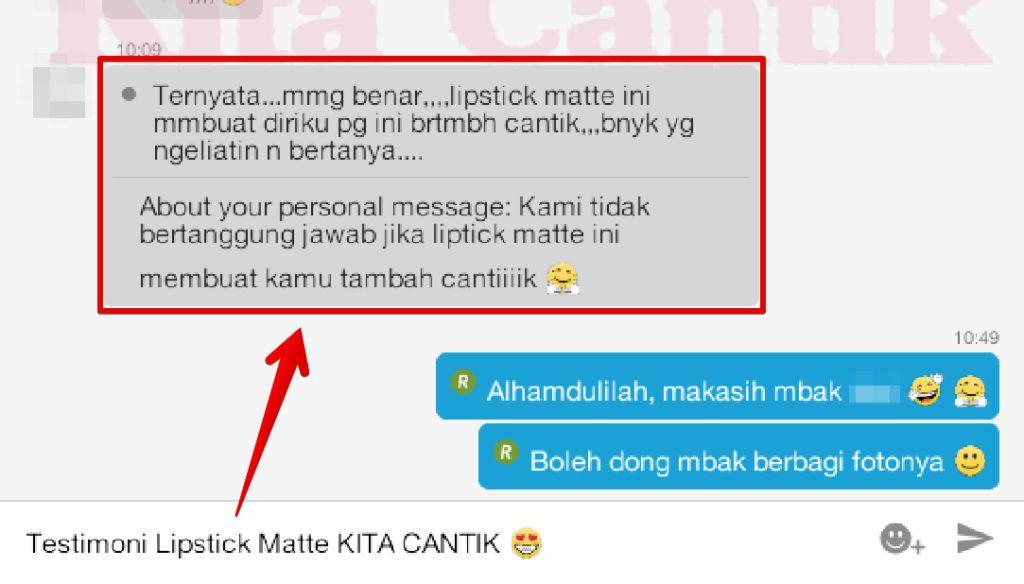 Kita Cantik
10:09
Ternyata...mmg benar,,,,lipstick matte ini
mmbuat diriku pg ini brtmbh cantik,,,bnyk yg
ngeliatin n bertanya....
About your personal message: Kami tidak
bertanggung jawab jika liptick matte ini
membuat kamu tambah cantiiiik 🤗
10:49
R Alhamdulilah, makasih mbak 🤣 🤗
R Boleh dong mbak berbagi fotonya 🙂
Testimoni Lipstick Matte KITA CANTIK 😍